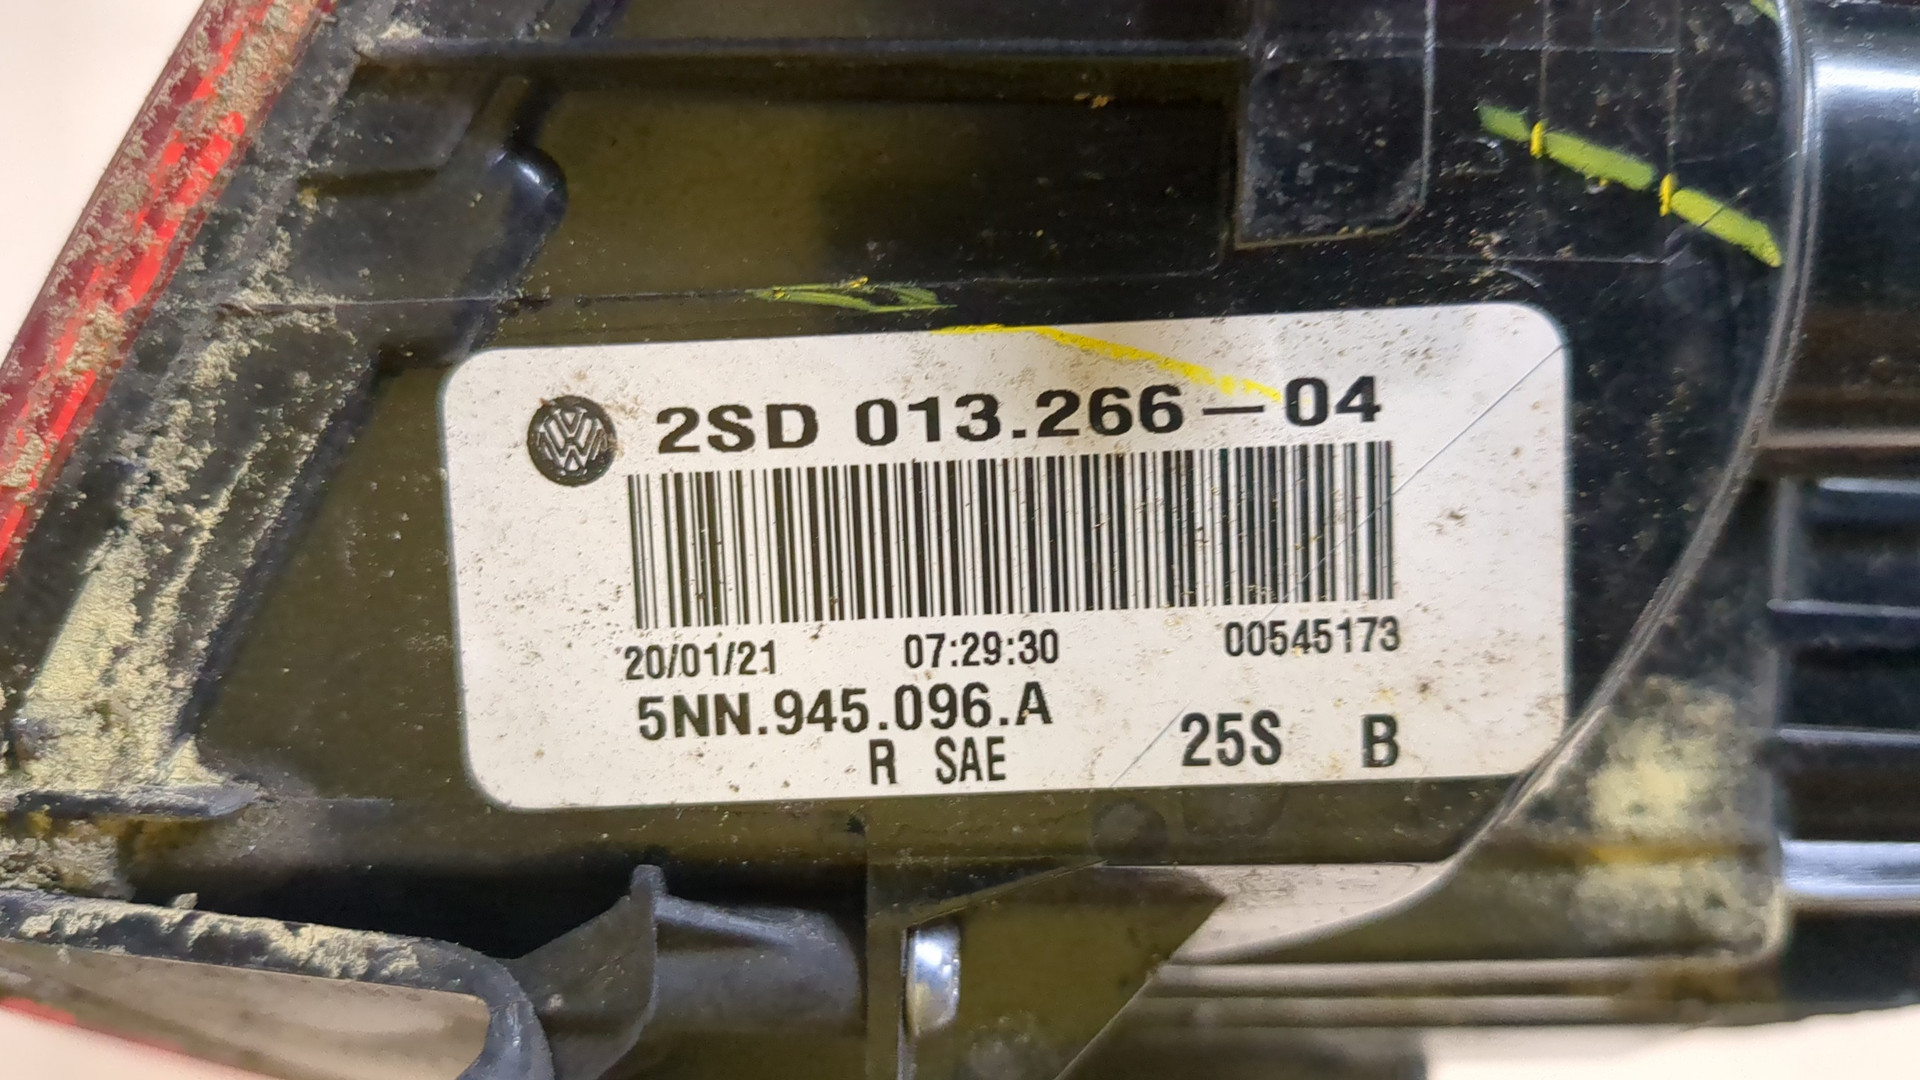 2SD 013.266-04
20/01/21 07:29:30 00545173
5NN.945.096.A
R SAE 25S B